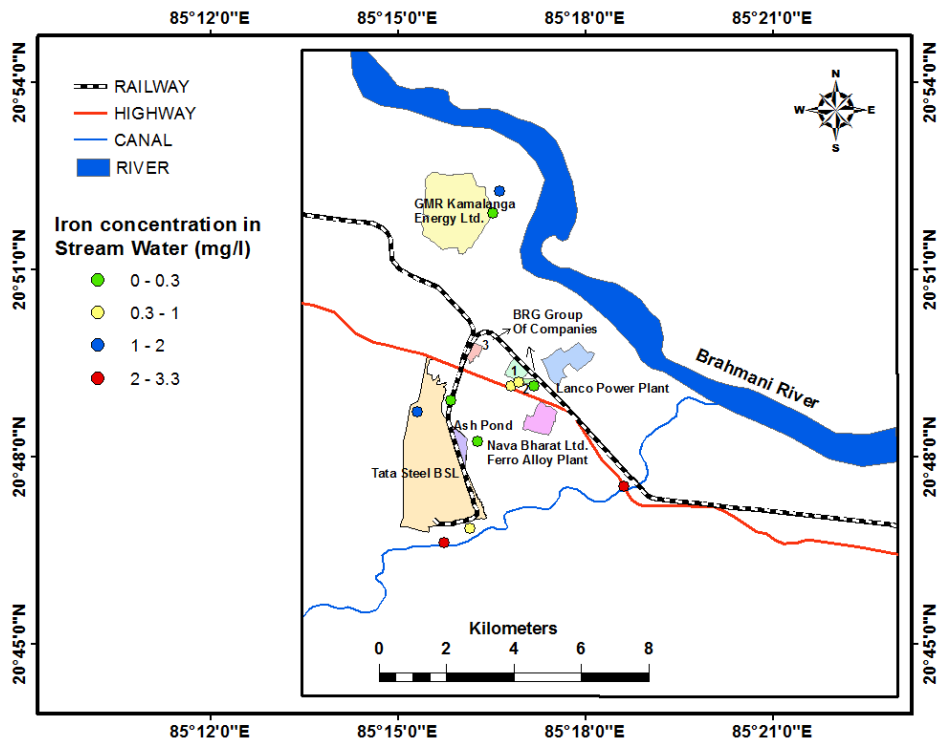 85°12'0"E 85°15'0"E 85°18'0"E 85°21'0"E
20°54'0"N
20°51'0"N
20°48'0"N
20°45'0"N
RAILWAY
HIGHWAY
CANAL
RIVER
Iron concentration in
Stream Water (mg/l)
0 - 0.3
0.3 - 1
1 - 2
2 - 3.3
N
W E
S
GMR Kamalanga
Energy Ltd.
BRG Group
Of Companies
3
1
2
Lanco Power Plant
Brahmani River
Ash Pond
Nava Bharat Ltd.
Ferro Alloy Plant
Tata Steel BSL
Kilometers
0 2 4 6 8
20°54'0"N
20°51'0"N
20°48'0"N
20°45'0"N
85°12'0"E 85°15'0"E 85°18'0"E 85°21'0"E